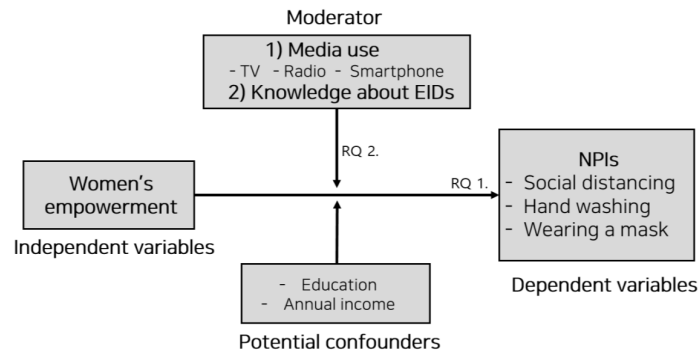 Moderator
1) Media use
- TV - Radio - Smartphone
2) Knowledge about EIDs
RQ 2.
RQ 1.
Women's
empowerment
Independent variables
NPIs
- Social distancing
- Hand washing
- Wearing a mask
Dependent variables
- Education
- Annual income
Potential confounders